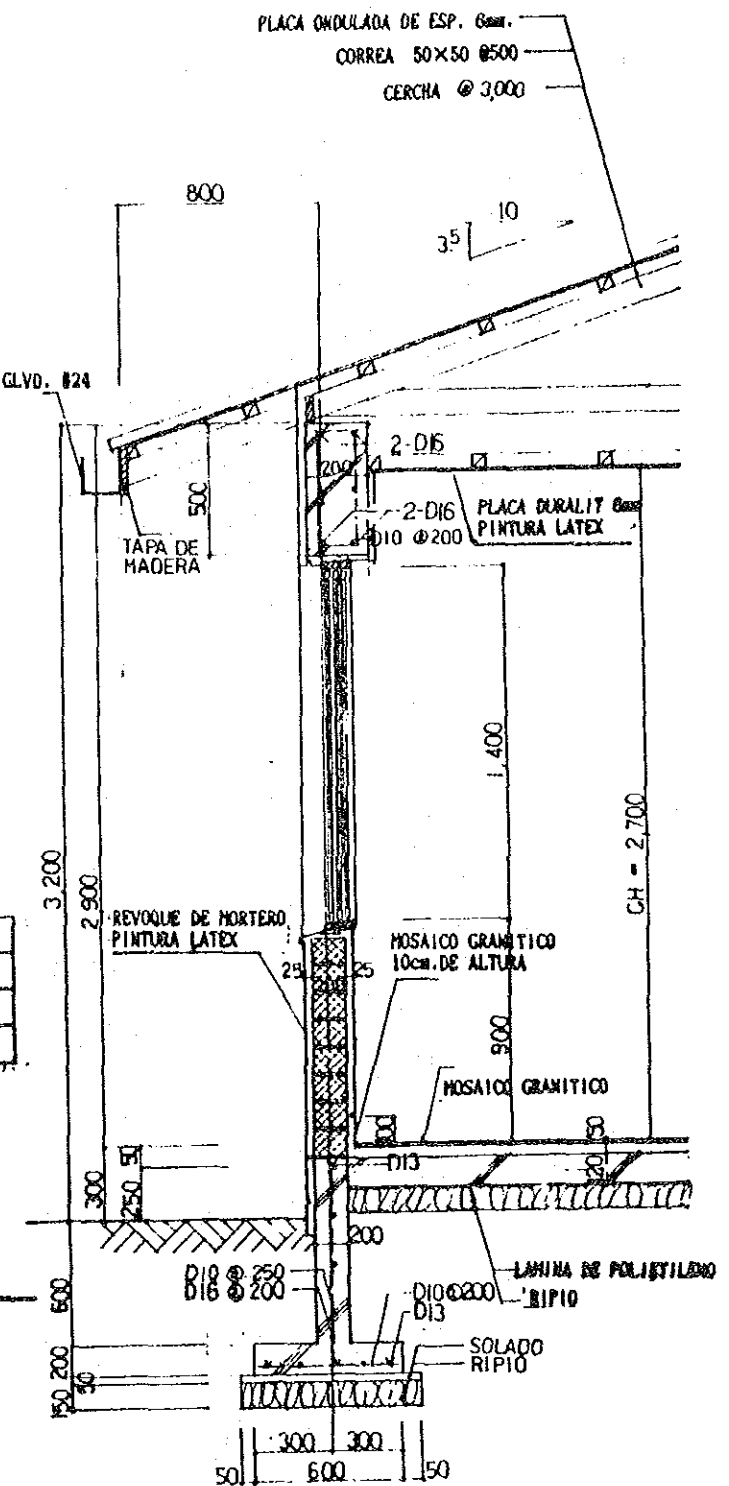 PLACA ONDULADA DE ESP. 6mm.
CORREA 50×50 @500
CERCHA @ 3,000
800
10
3.5
GLVD. #24
2-D16
200
500
2-D16
D10 @200
PLACA DURALIT 6mm
PINTURA LATEX
TAPA DE
MADERA
1,400
CH = 2,700
3,200
2,900
REVOQUE DE MORTERO
PINTURA LATEX
MOSAICO GRANITICO
10cm. DE ALTURA
25
200
25
900
MOSAICO GRANITICO
100
50
50
D13
120
300
250
200
LAMINA DE POLIETILENO
RIPIO
D10 @ 250
D16 @ 200
D10@200
D13
600
SOLADO
RIPIO
200
50
150
300
300
50
600
50